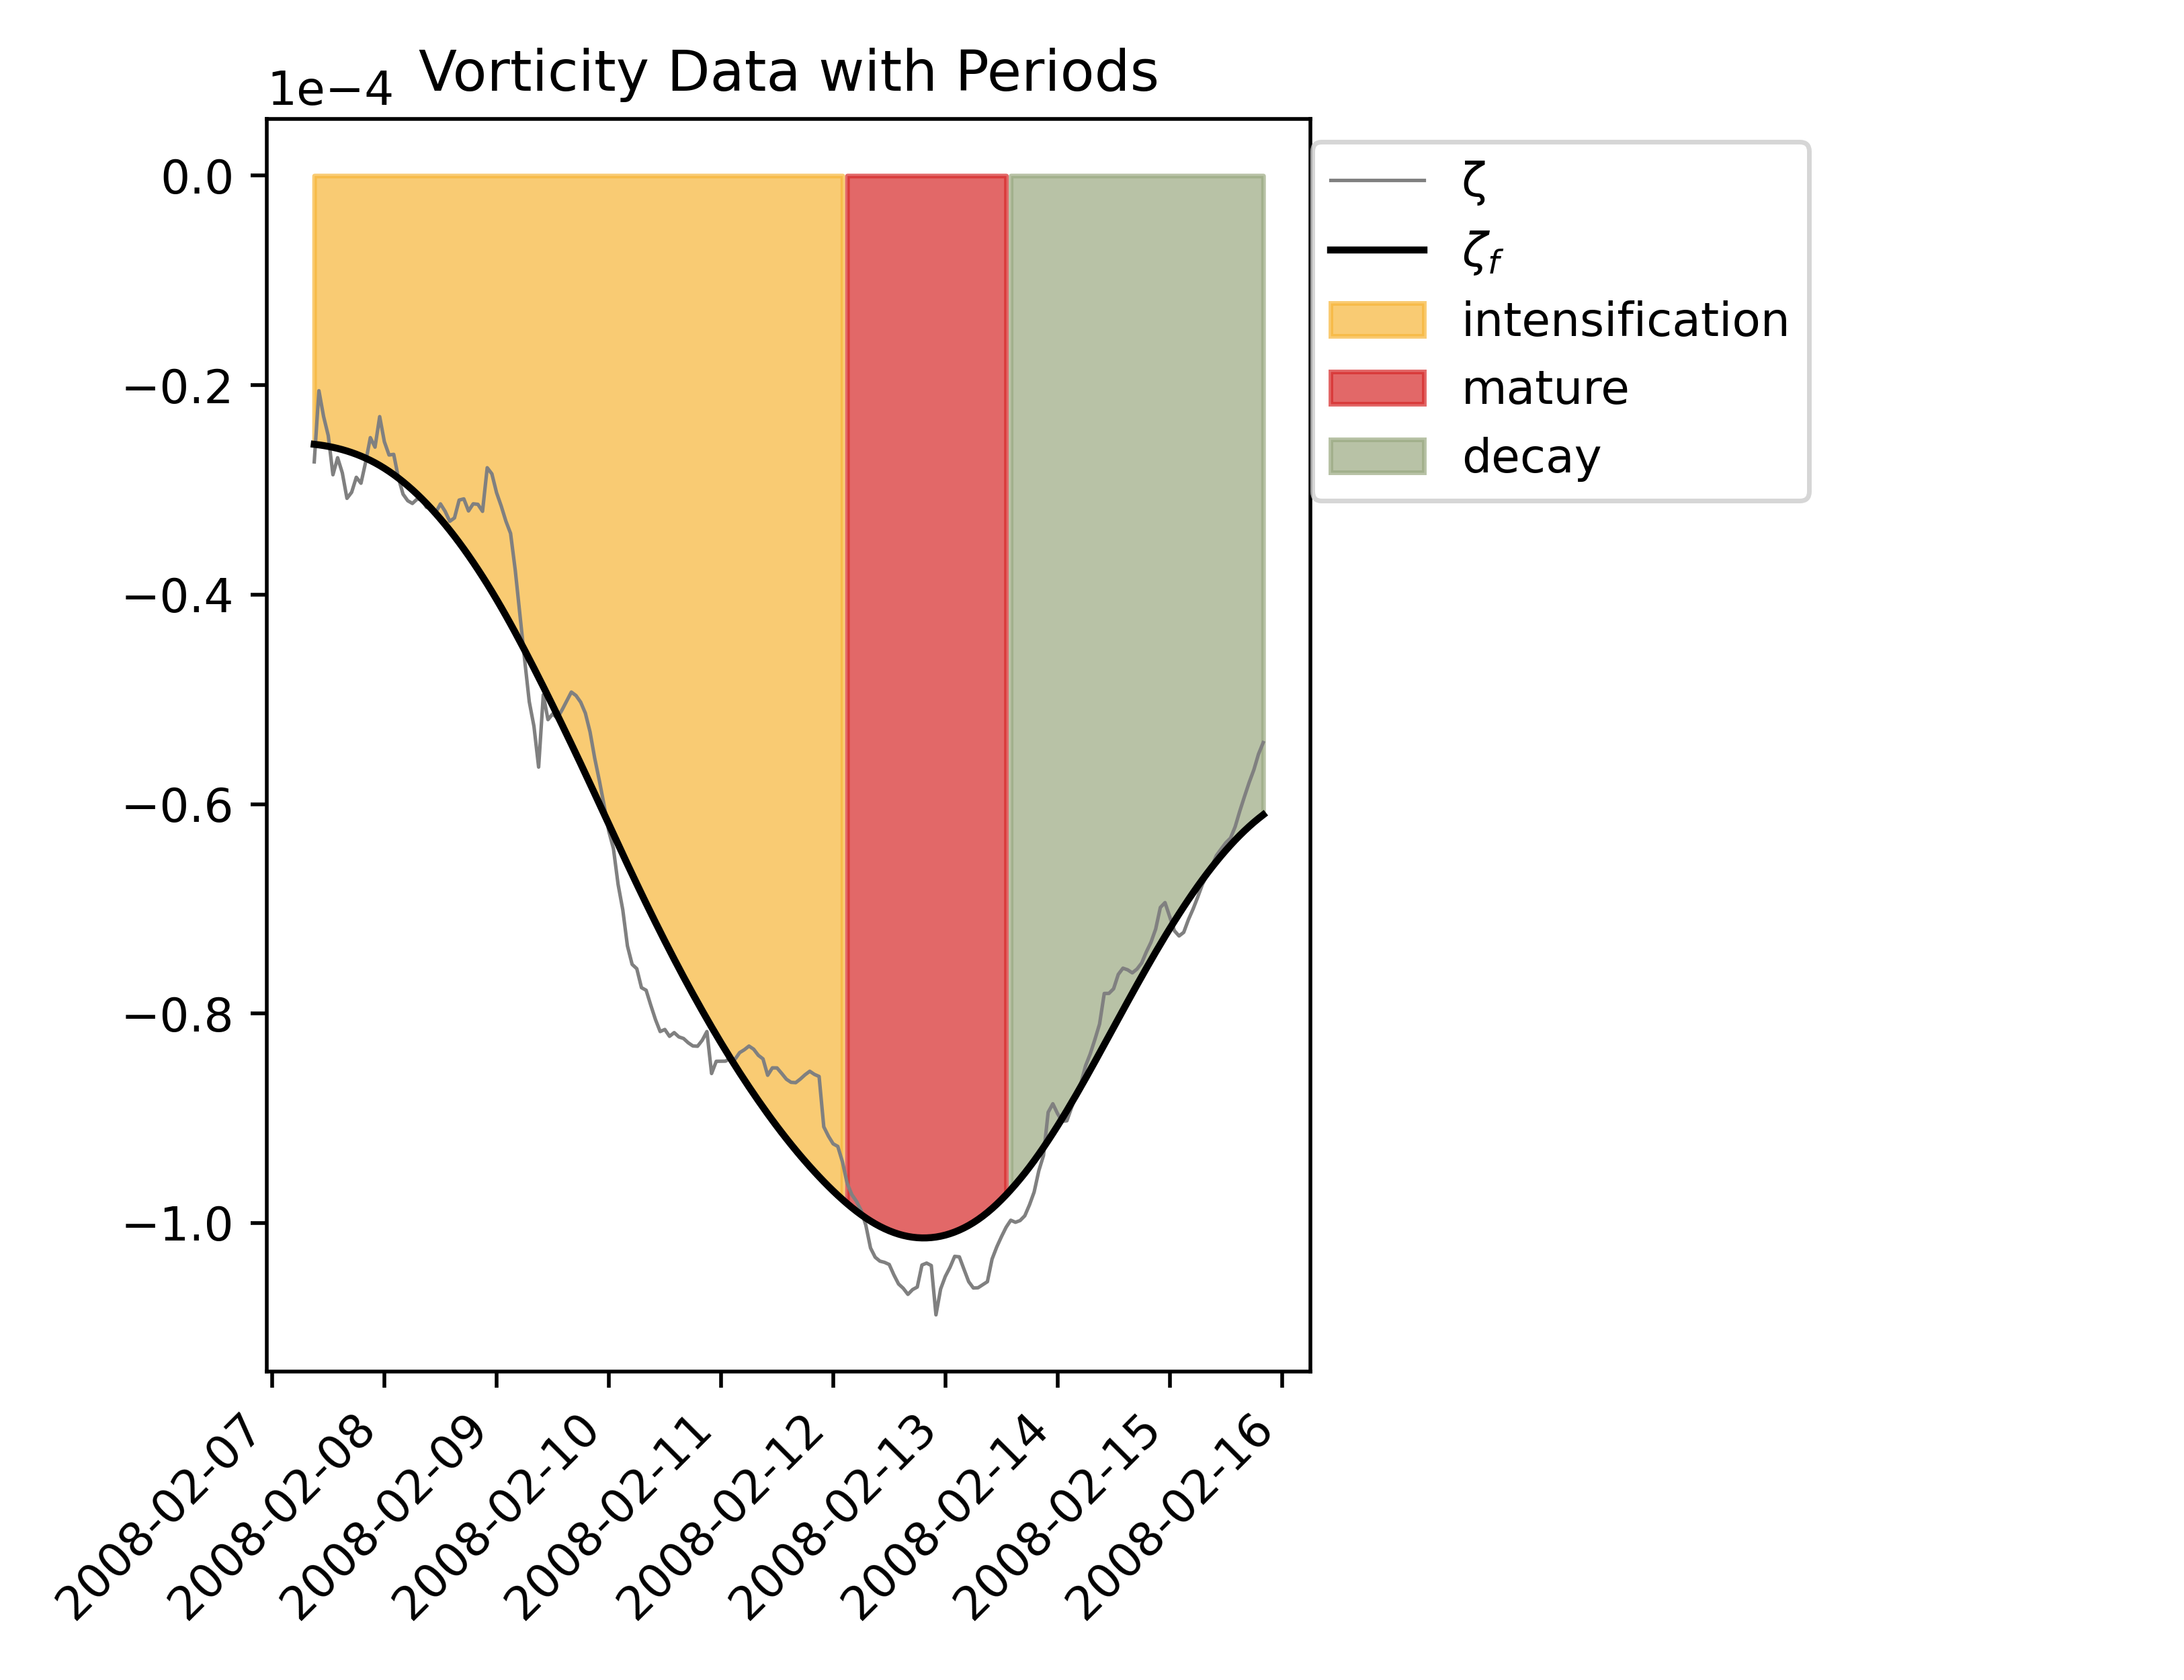 Vorticity Data with Periods
1e−4
0.0
−0.2
−0.4
−0.6
−0.8
−1.0
2008-02-07
2008-02-08
2008-02-09
2008-02-10
2008-02-11
2008-02-12
2008-02-13
2008-02-14
2008-02-15
2008-02-16
ζ
ζf
intensification
mature
decay